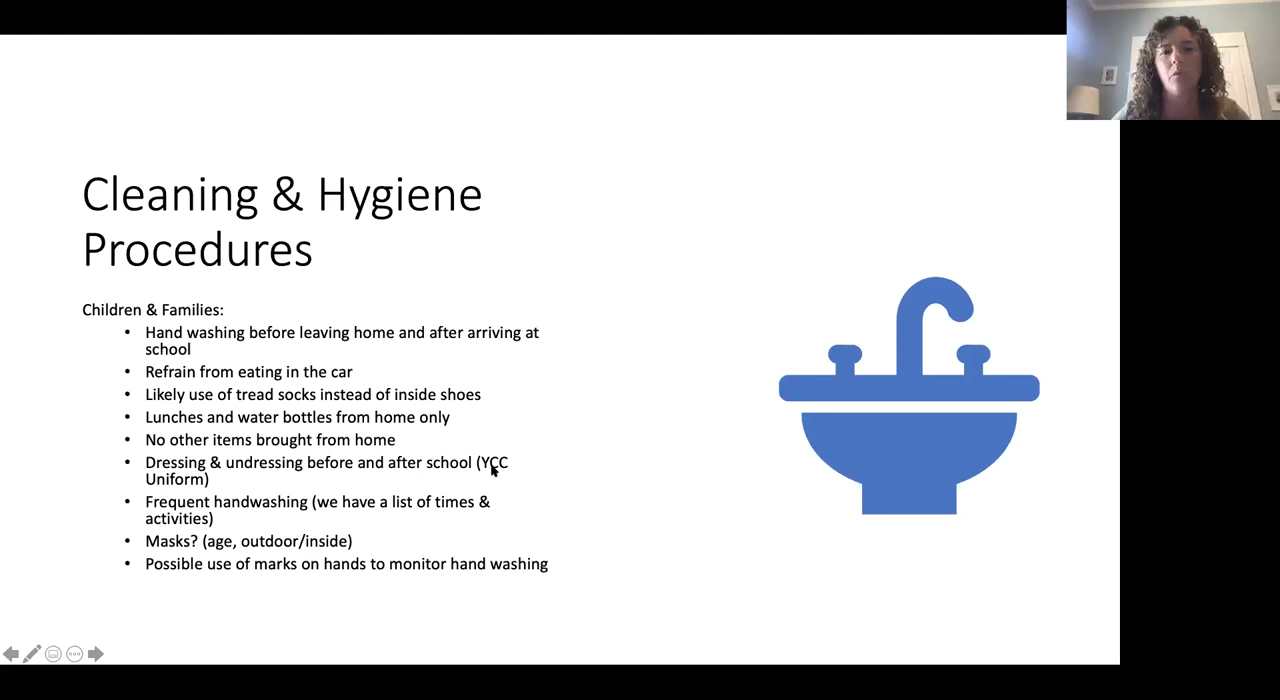 Cleaning & Hygiene
Procedures
Children & Families:
• Hand washing before leaving home and after arriving at
school
• Refrain from eating in the car
• Likely use of tread socks instead of inside shoes
• Lunches and water bottles from home only
• No other items brought from home
• Dressing & undressing before and after school (YCC
Uniform)
• Frequent handwashing (we have a list of times &
activities)
• Masks? (age, outdoor/inside)
• Possible use of marks on hands to monitor hand washing